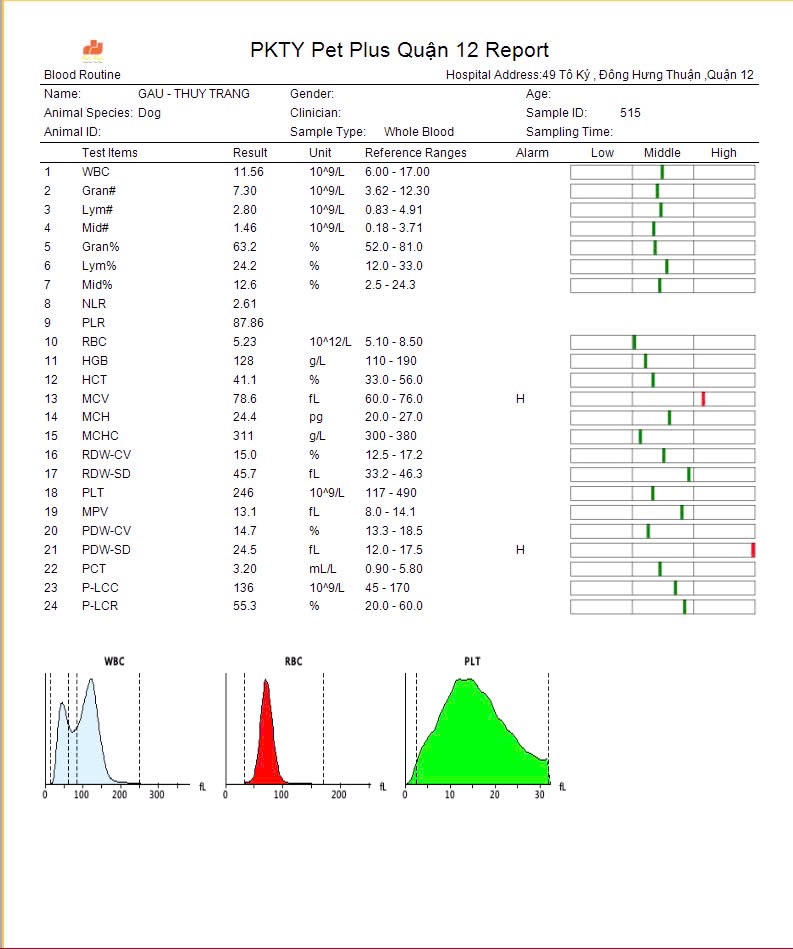 PKTY Pet Plus Quận 12 Report
Blood Routine Hospital Address:49 Tô Ký , Đông Hưng Thuận ,Quận 12
Name: GAU - THUY TRANG Gender: Age:
Animal Species: Dog Clinician: Sample ID: 515
Animal ID: Sample Type: Whole Blood Sampling Time:
Test Items Result Unit Reference Ranges Alarm Low Middle High
1 WBC 11.56 10^9/L 6.00 - 17.00
2 Gran# 7.30 10^9/L 3.62 - 12.30
3 Lym# 2.80 10^9/L 0.83 - 4.91
4 Mid# 1.46 10^9/L 0.18 - 3.71
5 Gran% 63.2 % 52.0 - 81.0
6 Lym% 24.2 % 12.0 - 33.0
7 Mid% 12.6 % 2.5 - 24.3
8 NLR 2.61
9 PLR 87.86
10 RBC 5.23 10^12/L 5.10 - 8.50
11 HGB 128 g/L 110 - 190
12 HCT 41.1 % 33.0 - 56.0
13 MCV 78.6 fL 60.0 - 76.0 H
14 MCH 24.4 pg 20.0 - 27.0
15 MCHC 311 g/L 300 - 380
16 RDW-CV 15.0 % 12.5 - 17.2
17 RDW-SD 45.7 fL 33.2 - 46.3
18 PLT 246 10^9/L 117 - 490
19 MPV 13.1 fL 8.0 - 14.1
20 PDW-CV 14.7 % 13.3 - 18.5
21 PDW-SD 24.5 fL 12.0 - 17.5 H
22 PCT 3.20 mL/L 0.90 - 5.80
23 P-LCC 136 10^9/L 45 - 170
24 P-LCR 55.3 % 20.0 - 60.0
WBC RBC PLT
0 100 200 300 fL 0 100 200 fL 0 10 20 30 fL